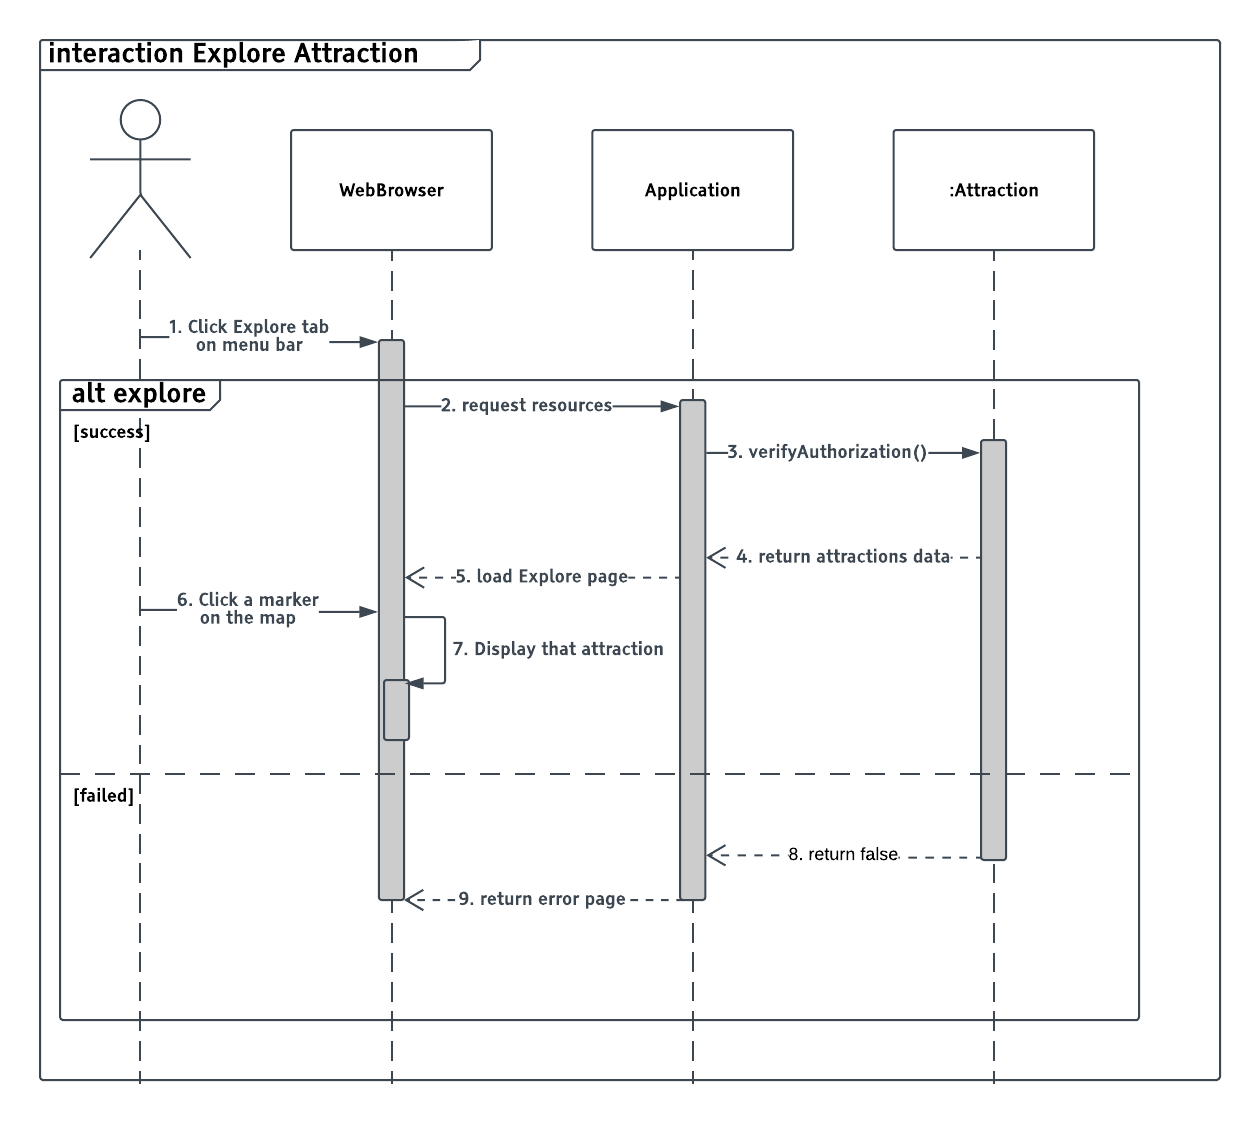 interaction Explore Attraction
WebBrowser
Application
:Attraction
1. Click Explore tab
on menu bar
alt explore
2. request resources
[success]
3. verifyAuthorization()
4. return attractions data
5. load Explore page
6. Click a marker
on the map
7. Display that attraction
[failed]
8. return false
9. return error page